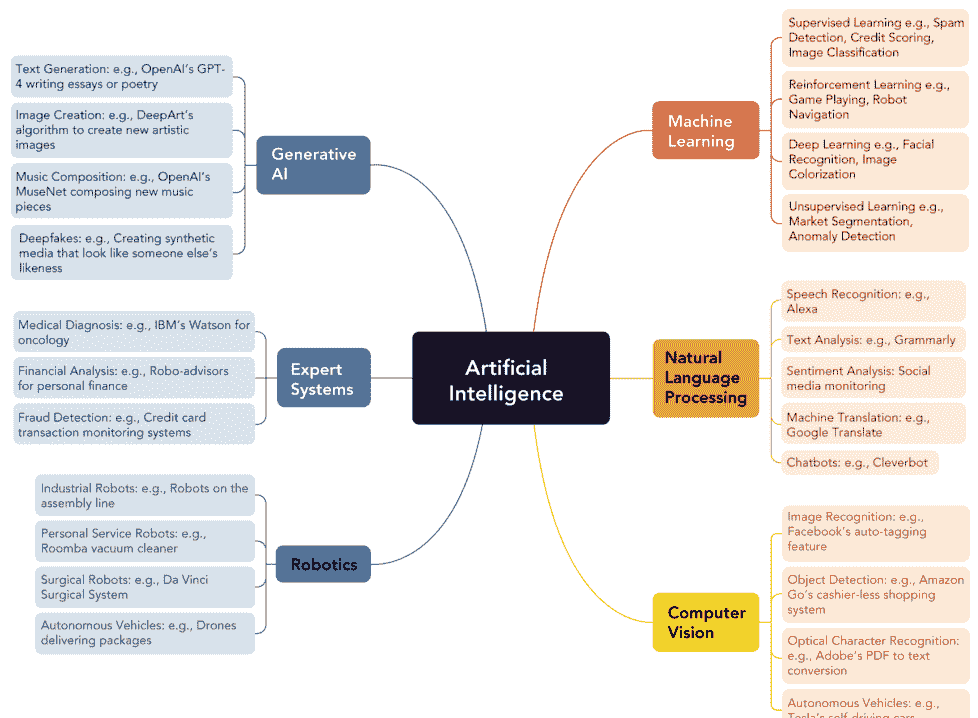 Artificial
Intelligence
Generative
AI
Text Generation: e.g., OpenAI's GPT-
4 writing essays or poetry
Image Creation: e.g., DeepArt's
algorithm to create new artistic
images
Music Composition: e.g., OpenAI's
MuseNet composing new music
pieces
Deepfakes: e.g., Creating synthetic
media that look like someone else's
likeness
Expert
Systems
Medical Diagnosis: e.g., IBM's Watson for
oncology
Financial Analysis: e.g., Robo-advisors
for personal finance
Fraud Detection: e.g., Credit card
transaction monitoring systems
Robotics
Industrial Robots: e.g., Robots on the
assembly line
Personal Service Robots: e.g.,
Roomba vacuum cleaner
Surgical Robots: e.g., Da Vinci
Surgical System
Autonomous Vehicles: e.g., Drones
delivering packages
Machine
Learning
Supervised Learning e.g., Spam
Detection, Credit Scoring,
Image Classification
Reinforcement Learning e.g.,
Game Playing, Robot
Navigation
Deep Learning e.g., Facial
Recognition, Image
Colorization
Unsupervised Learning e.g.,
Market Segmentation,
Anomaly Detection
Natural
Language
Processing
Speech Recognition: e.g.,
Alexa
Text Analysis: e.g., Grammarly
Sentiment Analysis: Social
media monitoring
Machine Translation: e.g.,
Google Translate
Chatbots: e.g., Cleverbot
Computer
Vision
Image Recognition: e.g.,
Facebook's auto-tagging
feature
Object Detection: e.g., Amazon
Go's cashier-less shopping
system
Optical Character Recognition:
e.g., Adobe's PDF to text
conversion
Autonomous Vehicles: e.g.,
Tesla's self-driving cars